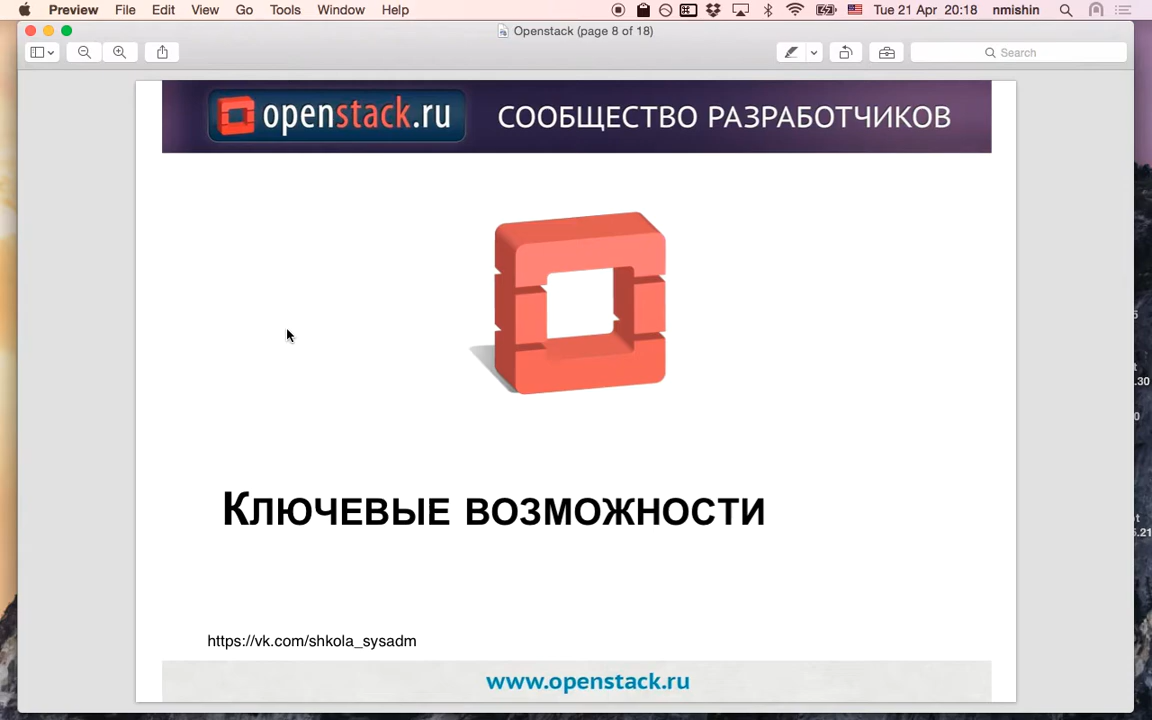 Preview File Edit View Go Tools Window Help Tue 21 Apr 20:18 nmishin
Openstack (page 8 of 18)
Search
openstack.ru СООБЩЕСТВО РАЗРАБОТЧИКОВ
КЛЮЧЕВЫЕ ВОЗМОЖНОСТИ
https://vk.com/shkola_sysadm
www.openstack.ru